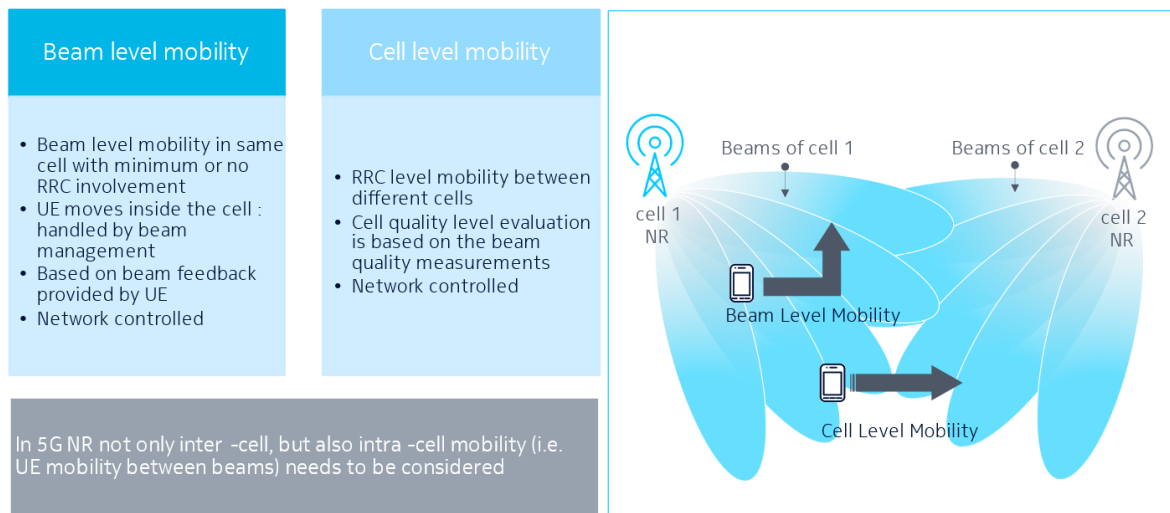 Beam level mobility
• Beam level mobility in same
cell with minimum or no
RRC involvement
• UE moves inside the cell :
handled by beam
management
• Based on beam feedback
provided by UE
• Network controlled
Cell level mobility
• RRC level mobility between
different cells
• Cell quality level evaluation
is based on the beam
quality measurements
• Network controlled
In 5G NR not only inter -cell, but also intra -cell mobility (i.e.
UE mobility between beams) needs to be considered
Beams of cell 1
Beams of cell 2
cell 1
NR
cell 2
NR
Beam Level Mobility
Cell Level Mobility